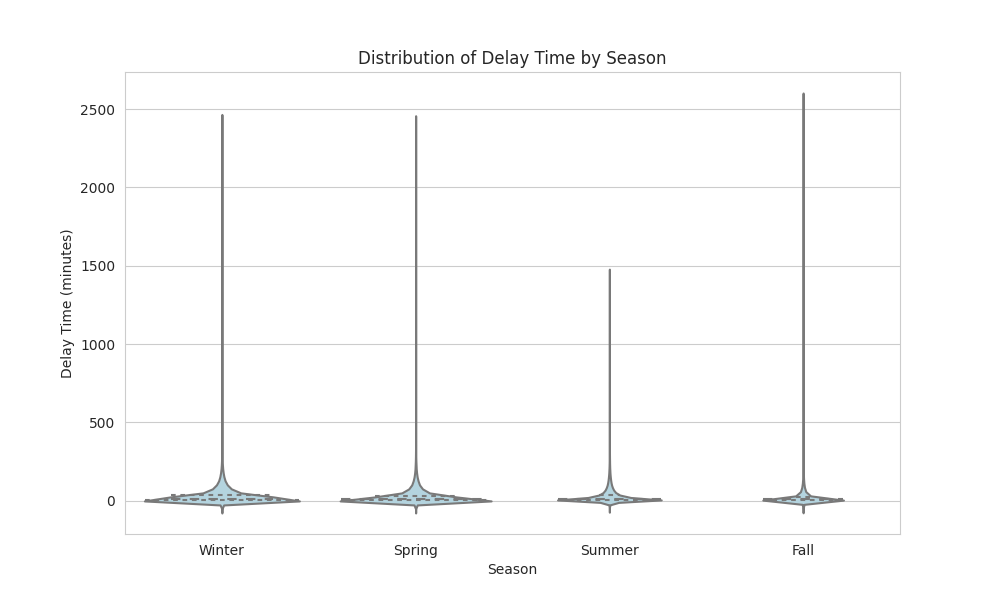 Distribution of Delay Time by Season
Delay Time (minutes)
2500
2000
1500
1000
500
0
Winter
Spring
Summer
Fall
Season